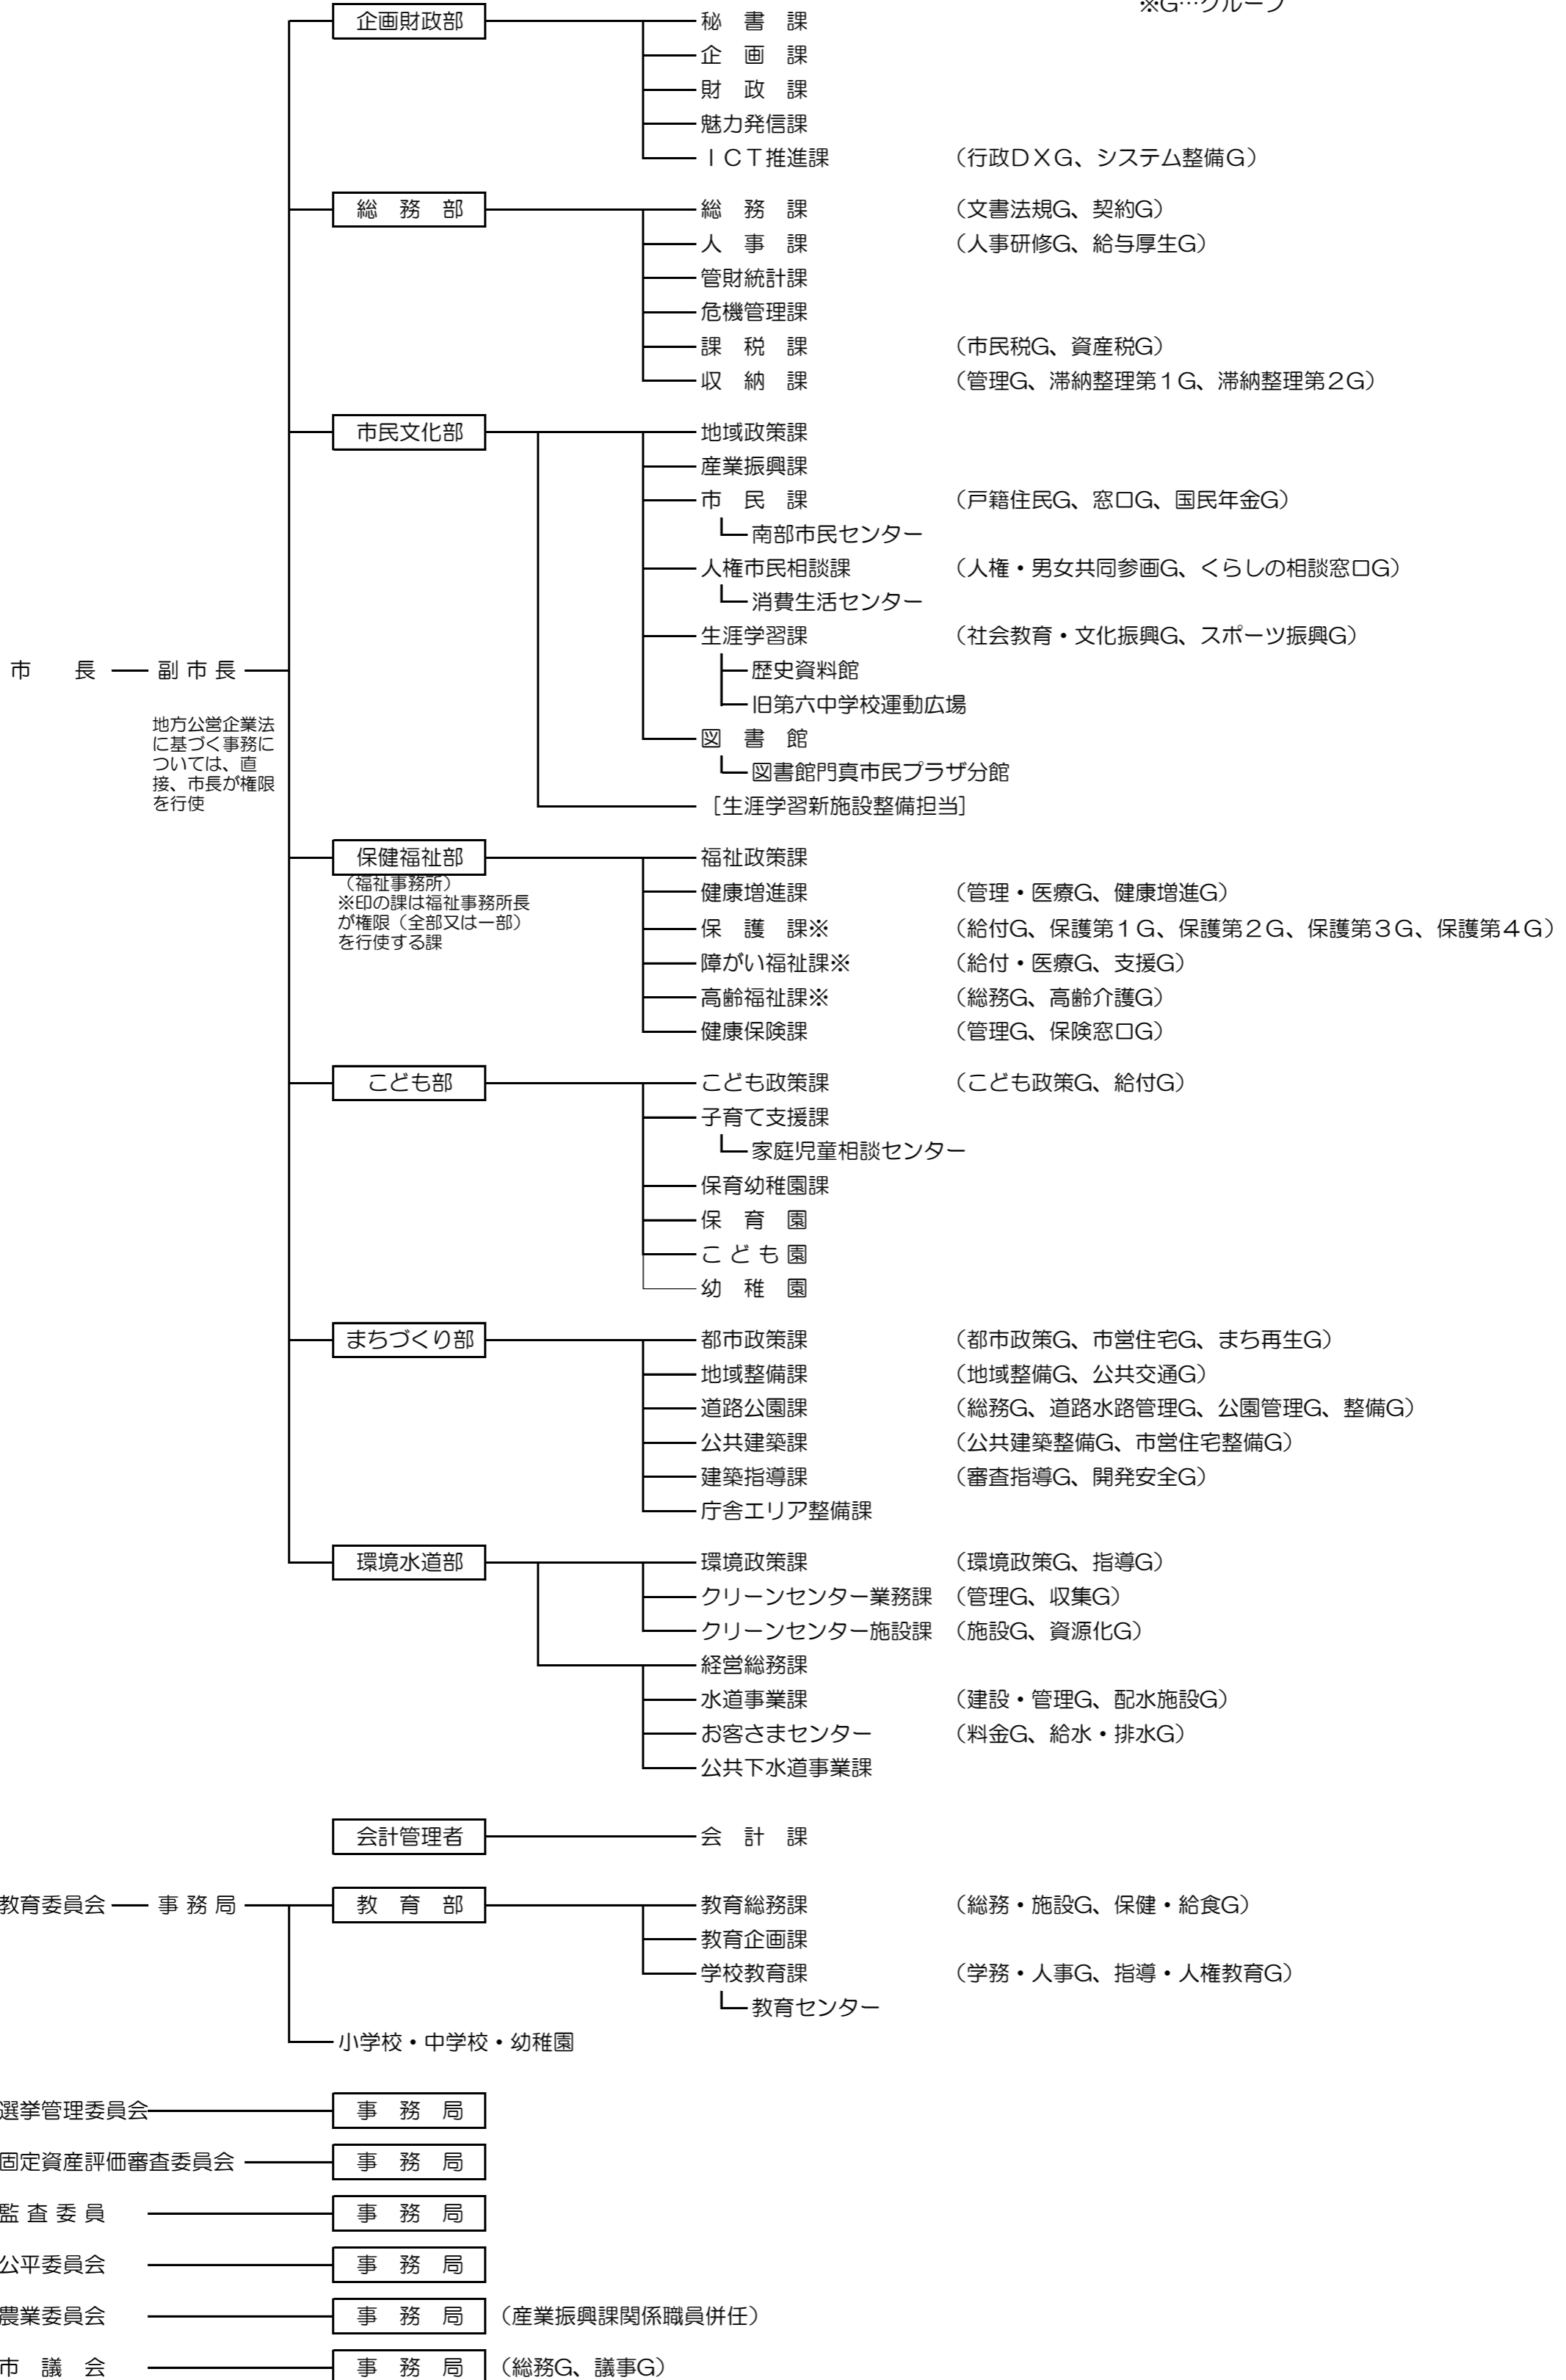 ※G…グループ
企画財政部 秘　書　課
企　画　課
財　政　課
魅力発信課
ＩＣＴ推進課 （行政ＤＸＧ、システム整備Ｇ）
総　務　部 総　務　課 （文書法規G、契約G）
人　事　課 （人事研修G、給与厚生G）
管財統計課
危機管理課
課　税　課 （市民税G、資産税G）
収　納　課 （管理G、滞納整理第１G、滞納整理第２G）
市民文化部 地域政策課
産業振興課
市　民　課 （戸籍住民G、窓口G、国民年金G）
南部市民センター
人権市民相談課 （人権・男女共同参画G、くらしの相談窓口G）
消費生活センター
生涯学習課 （社会教育・文化振興G、スポーツ振興G）
市　　長 副 市 長 歴史資料館
旧第六中学校運動広場
地方公営企業法
に基づく事務に
ついては、直
接、市長が権限
を行使
図　書　館
図書館門真市民プラザ分館
［生涯学習新施設整備担当］
保健福祉部 福祉政策課
（福祉事務所）
※印の課は福祉事務所長
が権限（全部又は一部）
を行使する課
健康増進課 （管理・医療G、健康増進G）
保　護　課※ （給付G、保護第１G、保護第２G、保護第３G、保護第４G）
障がい福祉課※ （給付・医療G、支援G）
高齢福祉課※ （総務G、高齢介護G）
健康保険課 （管理G、保険窓口G）
こども部 こども政策課 （こども政策G、給付G）
子育て支援課
家庭児童相談センター
保育幼稚園課
保　育　園
こ ど も 園
幼　稚　園
まちづくり部 都市政策課 （都市政策G、市営住宅G、まち再生G）
地域整備課 （地域整備G、公共交通G）
道路公園課 （総務G、道路水路管理G、公園管理G、整備G）
公共建築課 （公共建築整備G、市営住宅整備G）
建築指導課 （審査指導G、開発安全G）
庁舎エリア整備課
環境水道部 環境政策課 （環境政策G、指導G）
クリーンセンター業務課 （管理G、収集G）
クリーンセンター施設課 （施設G、資源化G）
経営総務課
水道事業課 （建設・管理G、配水施設G）
お客さまセンター （料金G、給水・排水G）
公共下水道事業課
会計管理者 会　計　課
教育委員会 事 務 局 教　育　部 教育総務課 （総務・施設G、保健・給食G）
教育企画課
学校教育課 （学務・人事G、指導・人権教育G）
教育センター
小学校・中学校・幼稚園
選挙管理委員会 事　務　局
固定資産評価審査委員会 事　務　局
監 査 委 員 事　務　局
公平委員会 事　務　局
農業委員会 事　務　局 （産業振興課関係職員併任）
市　議　会 事　務　局 （総務G、議事G）